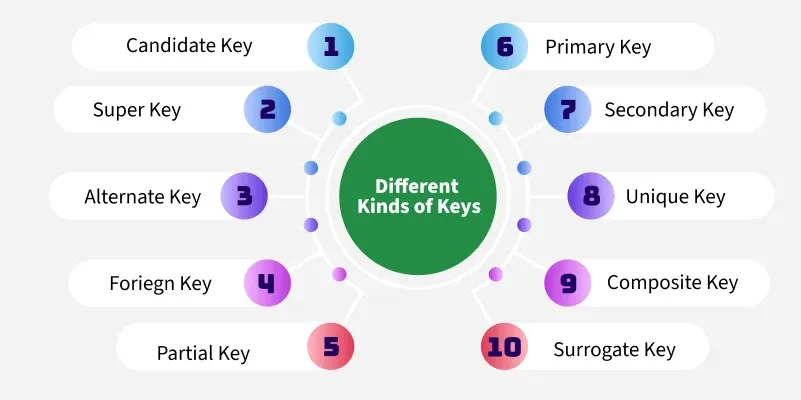 Candidate Key
1
Super Key
2
Alternate Key
3
Foriegn Key
4
Partial Key
5
Different
Kinds of Keys
6
Primary Key
7
Secondary Key
8
Unique Key
9
Composite Key
10
Surrogate Key